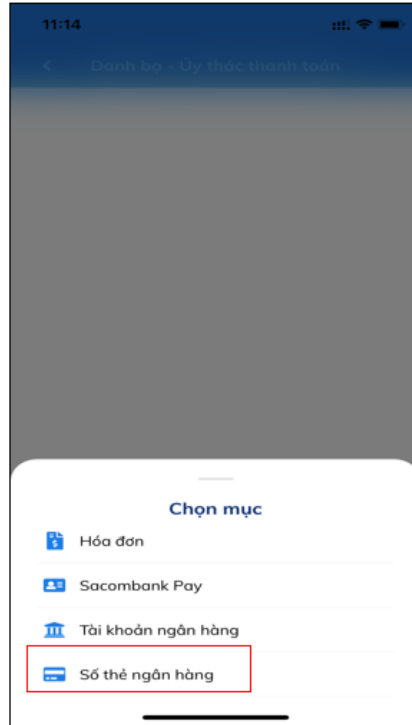 11:14
Danh bạ - Ủy thác thanh toán
Chọn mục
Hóa đơn
Sacombank Pay
Tài khoản ngân hàng
Số thẻ ngân hàng